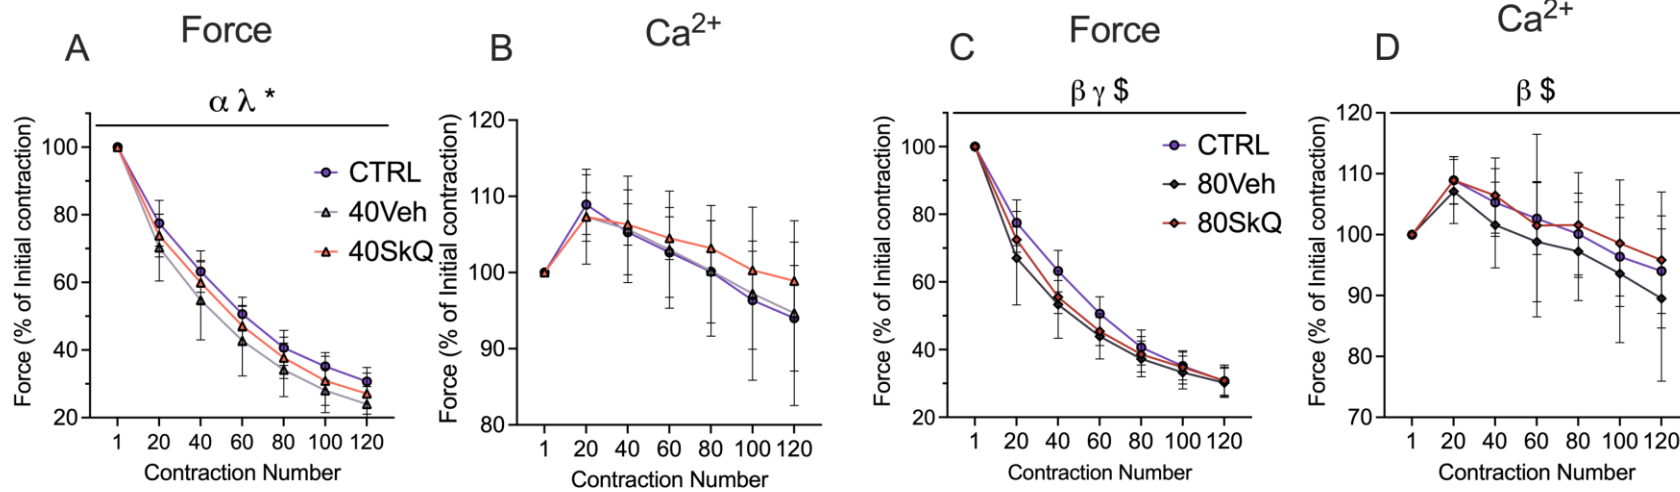 A
Force
α λ *
Force (% of Initial contraction)
100
80
60
40
20
CTRL
40Veh
40SkQ
1 20 40 60 80 100 120
Contraction Number
B
Ca2+
Force (% of Initial contraction)
120
110
100
90
80
1 20 40 60 80 100 120
Contraction Number
C
Force
β γ $
Force (% of Initial contraction)
100
80
60
40
20
CTRL
80Veh
80SkQ
1 20 40 60 80 100 120
Contraction Number
D
Ca2+
β $
Force (% of Initial contraction)
120
110
100
90
80
70
1 20 40 60 80 100 120
Contraction Number